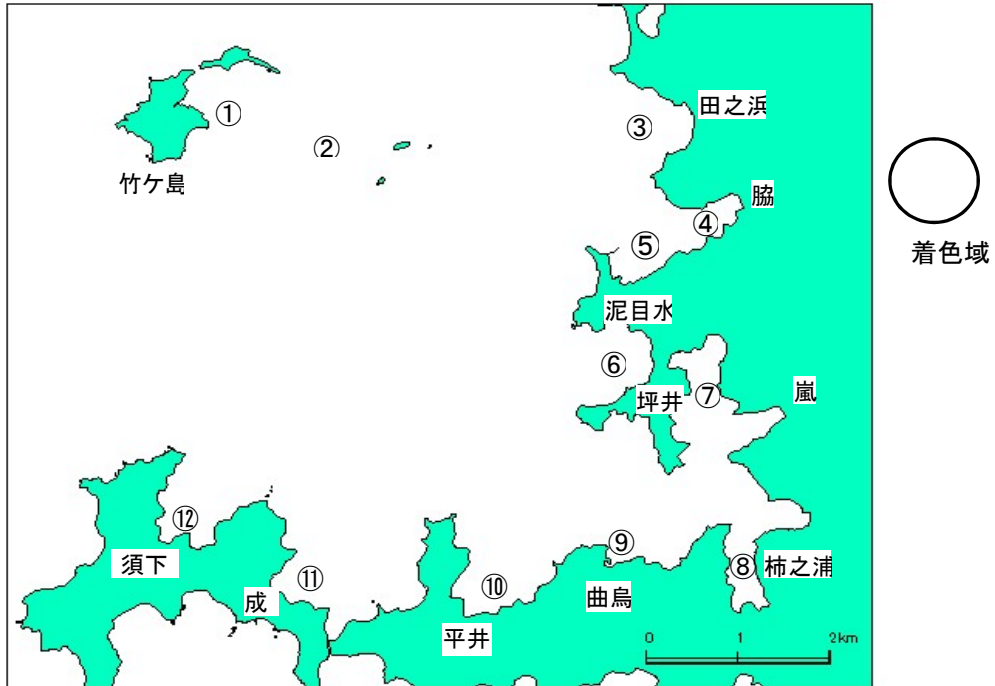 ①
②
③
田之浜
竹ケ島
脇
④
⑤
着色域
泥目水
⑥
坪井
⑦
嵐
⑫
須下
⑪
成
⑩
平井
⑨
曲烏
⑧
柿之浦
0 1 2km